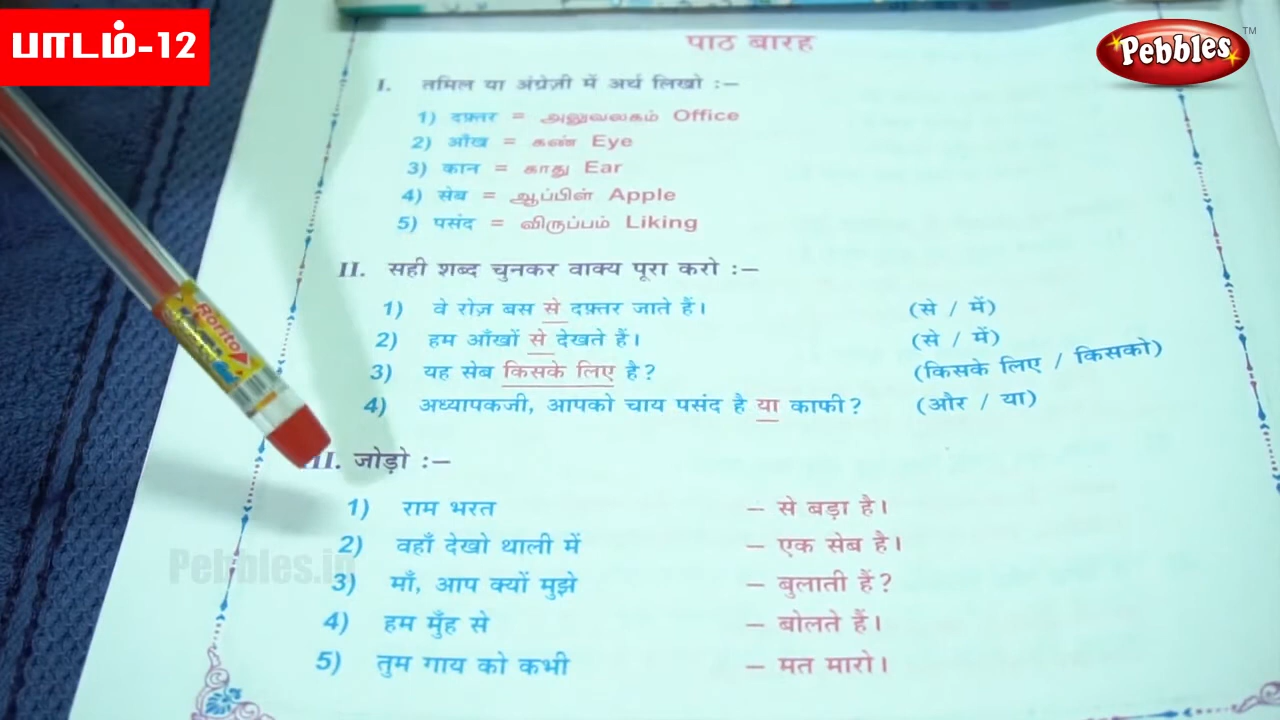 பாடம்-12
Pebbles TM
पाठ बारह
I. तमिल या अंग्रेज़ी में अर्थ लिखो :–
1) दफ़्तर = அலுவலகம் Office
2) आँख = கண் Eye
3) कान = காது Ear
4) सेब = ஆப்பிள் Apple
5) पसंद = விருப்பம் Liking
II. सही शब्द चुनकर वाक्य पूरा करो :–
1) वे रोज़ बस से दफ़्तर जाते हैं। (से / में)
2) हम आँखों से देखते हैं। (से / में)
3) यह सेब किसके लिए है? (किसके लिए / किसको)
4) अध्यापकजी, आपको चाय पसंद है या काफी? (और / या)
III. जोड़ो :–
1) राम भरत – से बड़ा है।
2) वहाँ देखो थाली में – एक सेब है।
3) माँ, आप क्यों मुझे – बुलाती हैं?
4) हम मुँह से – बोलते हैं।
5) तुम गाय को कभी – मत मारो।
Rorito
Pebbles.in